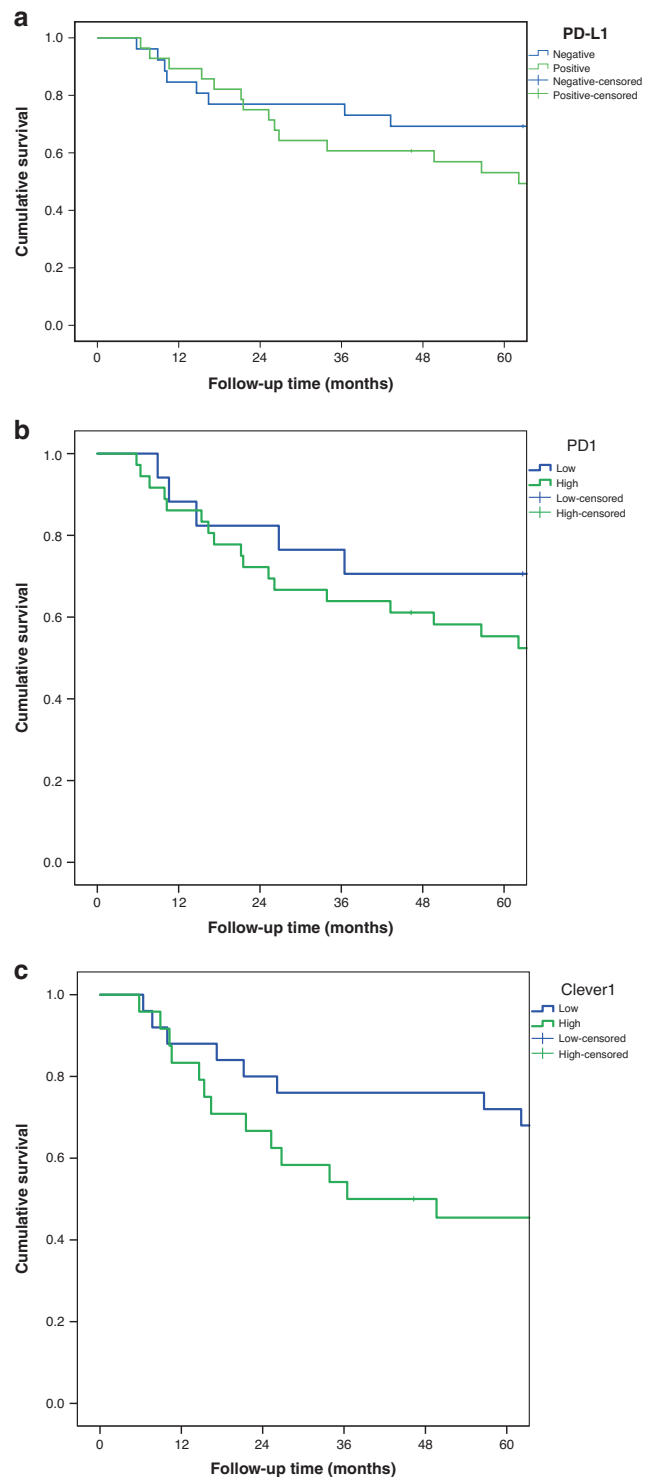 a
PD-L1
Negative
Positive
Negative-censored
Positive-censored
1.0
0.8
0.6
0.4
0.2
0.0
Cumulative survival
0 12 24 36 48 60
Follow-up time (months)
b
PD1
Low
High
Low-censored
High-censored
1.0
0.8
0.6
0.4
0.2
0.0
Cumulative survival
0 12 24 36 48 60
Follow-up time (months)
c
Clever1
Low
High
Low-censored
High-censored
1.0
0.8
0.6
0.4
0.2
0.0
Cumulative survival
0 12 24 36 48 60
Follow-up time (months)